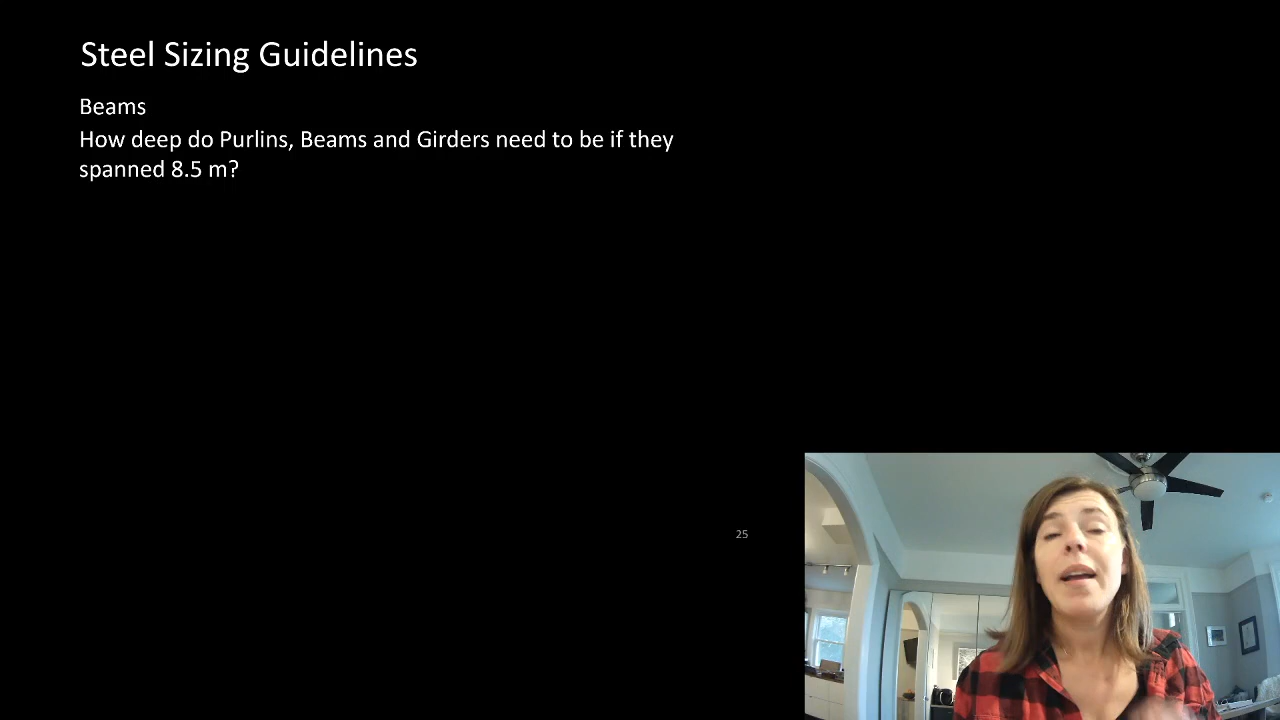 Steel Sizing Guidelines
Beams
How deep do Purlins, Beams and Girders need to be if they
spanned 8.5 m?
25